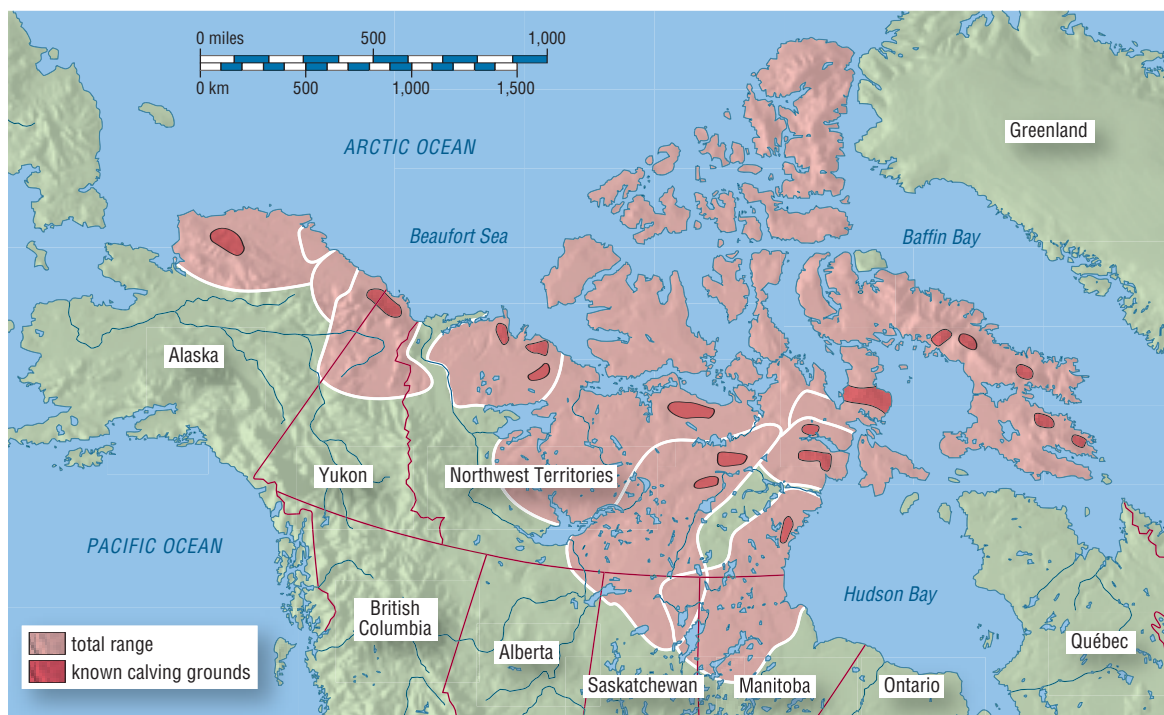 0 miles 500 1,000
0 km 500 1,000 1,500
Greenland
ARCTIC OCEAN
Beaufort Sea
Baffin Bay
Alaska
Yukon
Northwest Territories
PACIFIC OCEAN
Hudson Bay
British
Columbia
Alberta
Québec
Saskatchewan
Manitoba
Ontario
total range
known calving grounds